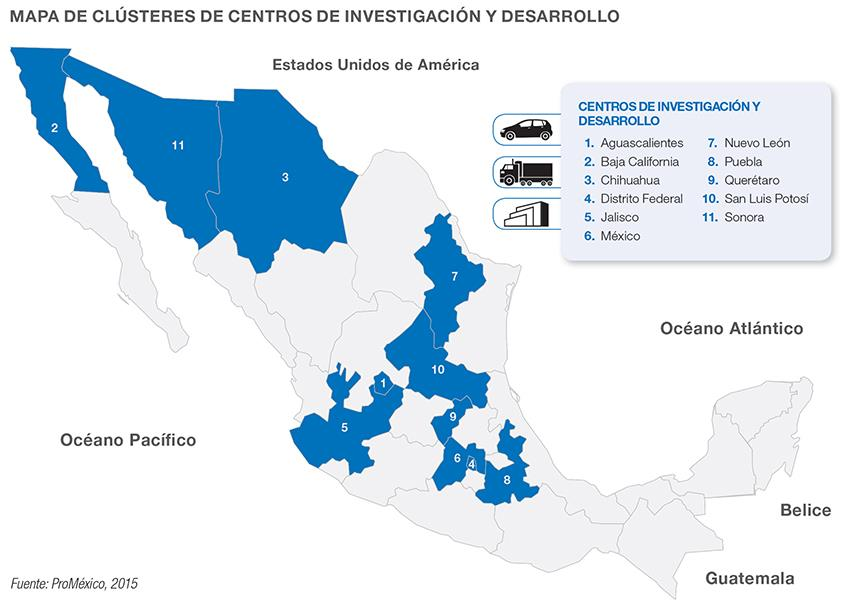 MAPA DE CLÚSTERES DE CENTROS DE INVESTIGACIÓN Y DESARROLLO
Estados Unidos de América
CENTROS DE INVESTIGACIÓN Y
DESARROLLO
1. Aguascalientes
2. Baja California
3. Chihuahua
4. Distrito Federal
5. Jalisco
6. México
7. Nuevo León
8. Puebla
9. Querétaro
10. San Luis Potosí
11. Sonora
2
11
3
7
Océano Atlántico
10
1
9
5
Océano Pacífico
6
4
8
Belice
Guatemala
Fuente: ProMéxico, 2015